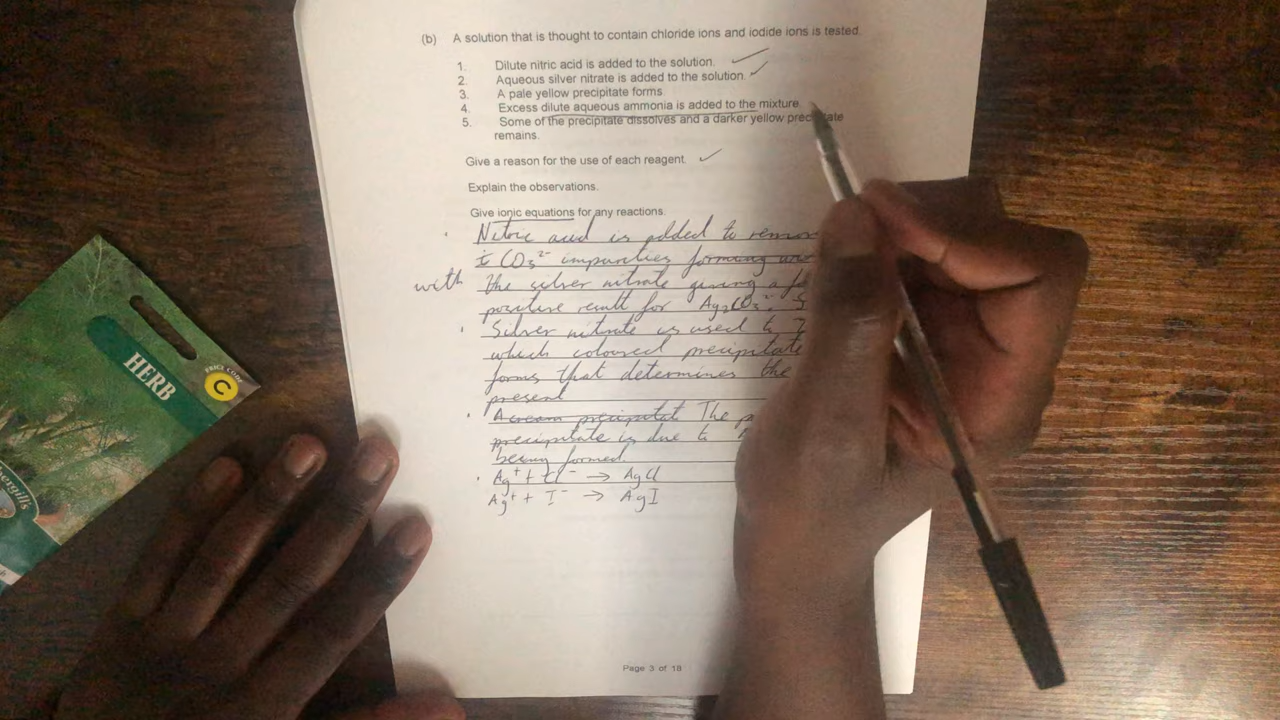 (b) A solution that is thought to contain chloride ions and iodide ions is tested.
1. Dilute nitric acid is added to the solution.
2. Aqueous silver nitrate is added to the solution.
3. A pale yellow precipitate forms
4. Excess dilute aqueous ammonia is added to the mixture.
5. Some of the precipitate dissolves and a darker yellow
remains.
Give a reason for the use of each reagent.
Explain the observations.
Give ionic equations for any reactions.
Nitric acid is added to
CO₃²⁻ impurities forming
with the silver nitrate giving a
positive result for Ag₂CO₃
Silver nitrate is used to
which coloured precipitate
forms that determines the
present
A cream precipitat The
precipitate is due to
being formed.
Ag⁺ + Cl⁻ → AgCl
Ag⁺ + I⁻ → AgI
Page 3 of 18
HERB
PRICE CODE
C